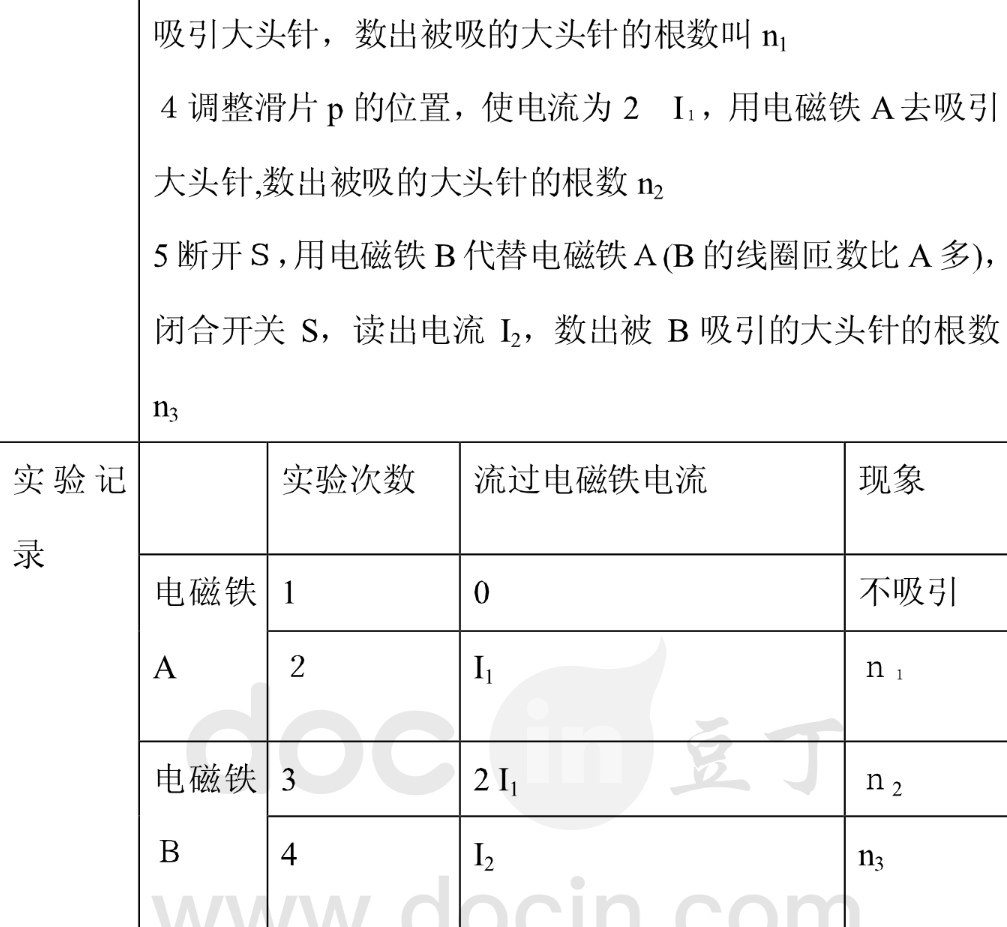 吸引大头针，数出被吸的大头针的根数叫 n₁
4 调整滑片 p 的位置，使电流为 2 I₁，用电磁铁 A 去吸引
大头针,数出被吸的大头针的根数 n₂
5 断开 S ,用电磁铁 B 代替电磁铁 A (B 的线圈匝数比 A 多),
闭合开关 S，读出电流 I₂，数出被 B 吸引的大头针的根数
n₃
实验记录
实验次数 流过电磁铁电流 现象
电磁铁 A
1 0 不吸引
2 I₁ n ₁
电磁铁 B
3 2 I₁ n ₂
4 I₂ n₃
docin 豆丁
www.docin.com